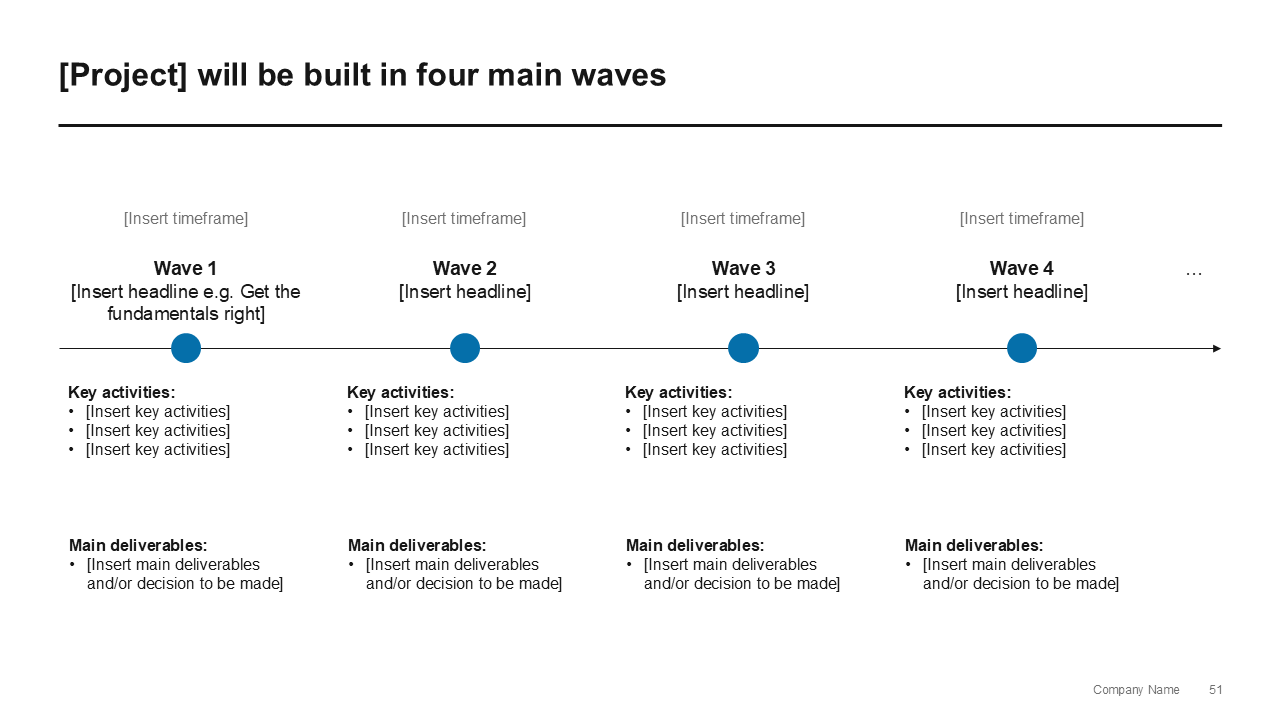 [Project] will be built in four main waves
[Insert timeframe]
Wave 1
[Insert headline e.g. Get the
fundamentals right]
Key activities:
• [Insert key activities]
• [Insert key activities]
• [Insert key activities]
Main deliverables:
• [Insert main deliverables
and/or decision to be made]
[Insert timeframe]
Wave 2
[Insert headline]
Key activities:
• [Insert key activities]
• [Insert key activities]
• [Insert key activities]
Main deliverables:
• [Insert main deliverables
and/or decision to be made]
[Insert timeframe]
Wave 3
[Insert headline]
Key activities:
• [Insert key activities]
• [Insert key activities]
• [Insert key activities]
Main deliverables:
• [Insert main deliverables
and/or decision to be made]
[Insert timeframe]
Wave 4
[Insert headline]
Key activities:
• [Insert key activities]
• [Insert key activities]
• [Insert key activities]
Main deliverables:
• [Insert main deliverables
and/or decision to be made]
…
Company Name 51